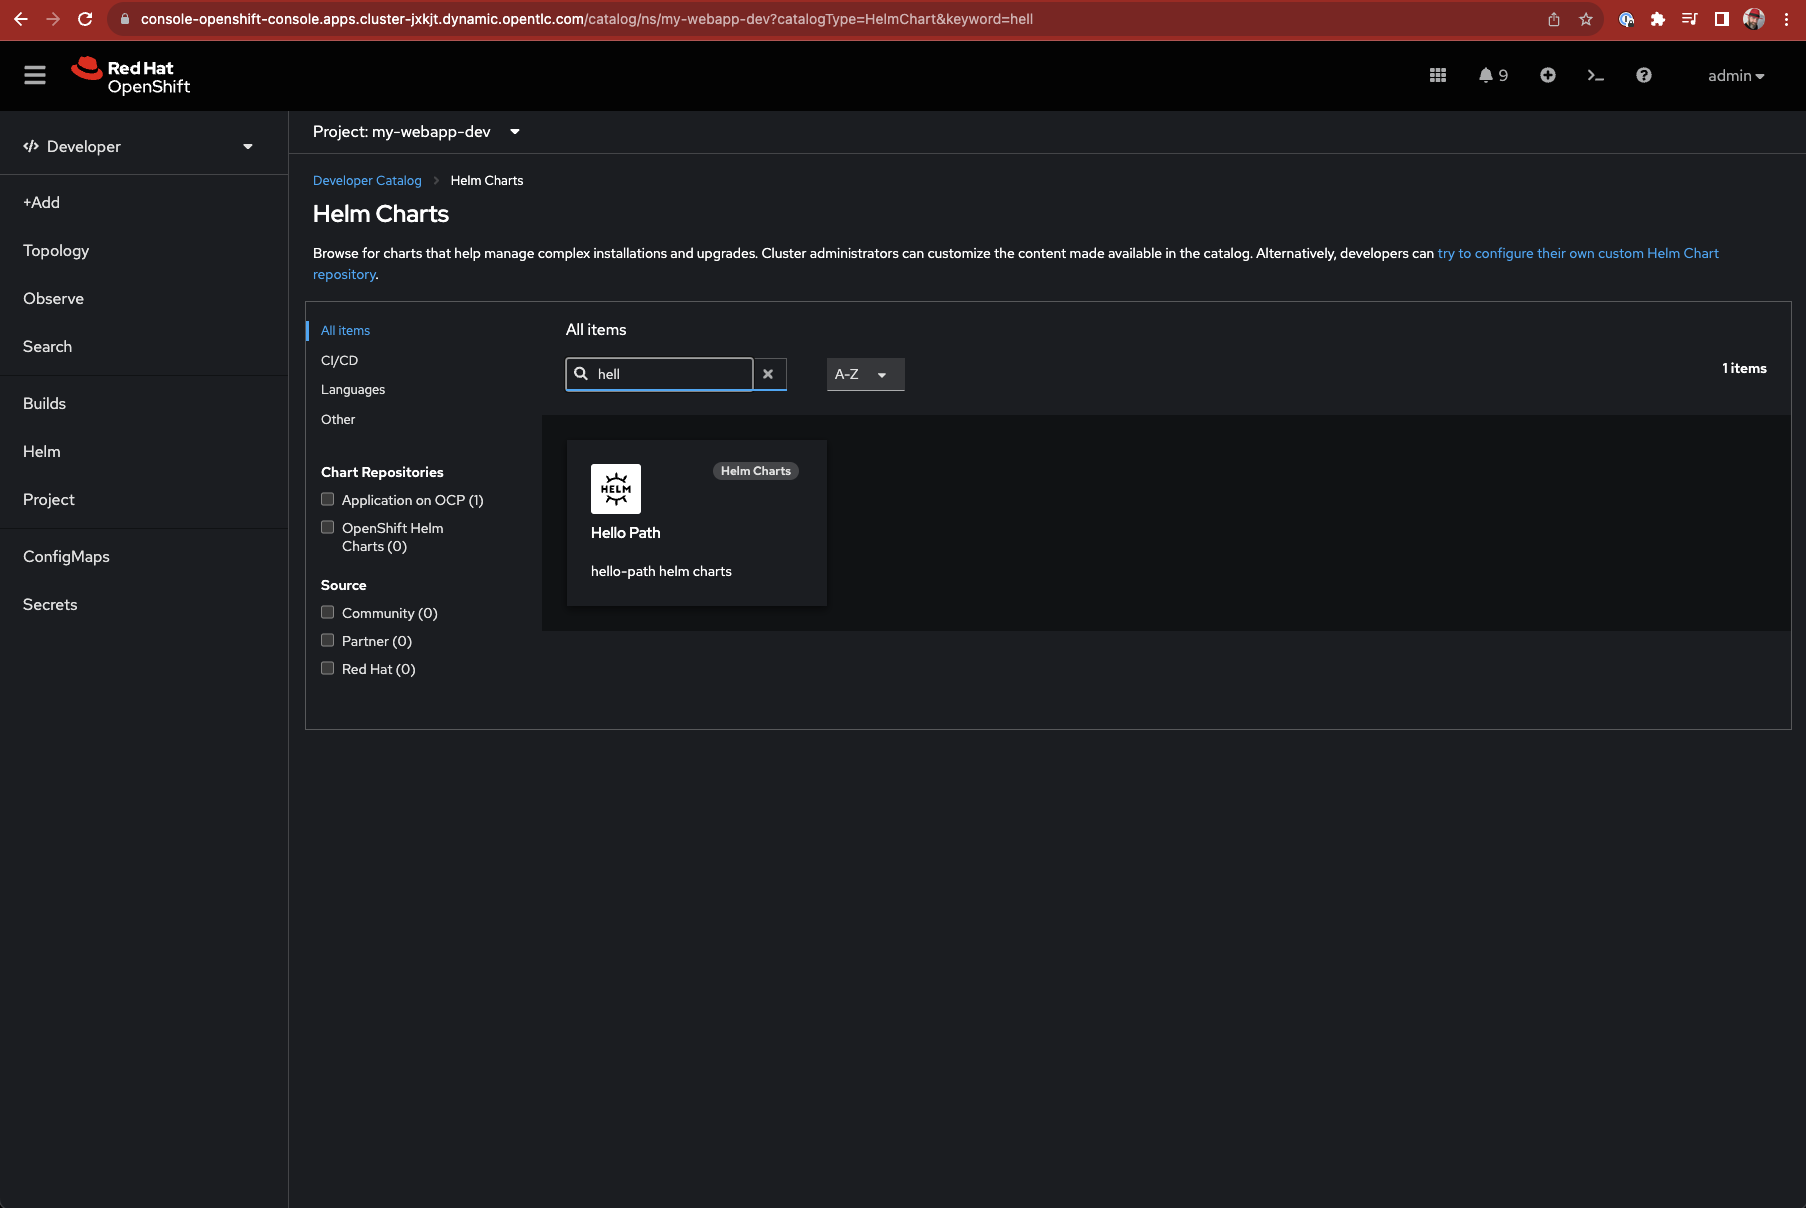 console-openshift-console.apps.cluster-jxkjt.dynamic.opentlc.com/catalog/ns/my-webapp-dev?catalogType=HelmChart&keyword=hell
Red Hat
OpenShift
9
admin
Developer
+Add
Topology
Observe
Search
Builds
Helm
Project
ConfigMaps
Secrets
Project: my-webapp-dev
Developer Catalog > Helm Charts
Helm Charts
Browse for charts that help manage complex installations and upgrades. Cluster administrators can customize the content made available in the catalog. Alternatively, developers can try to configure their own custom Helm Chart
repository.
All items
CI/CD
Languages
Other
Chart Repositories
Application on OCP (1)
OpenShift Helm
Charts (0)
Source
Community (0)
Partner (0)
Red Hat (0)
All items
hell
A-Z
1 items
HELM
Helm Charts
Hello Path
hello-path helm charts